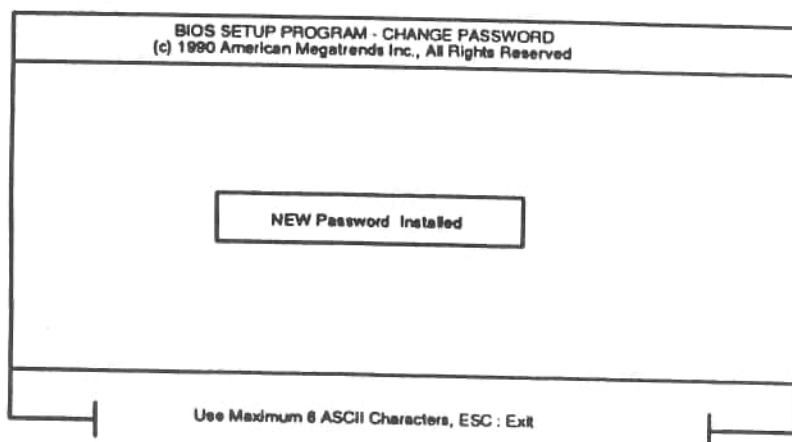 BIOS SETUP PROGRAM - CHANGE PASSWORD
(c) 1990 American Megatrends Inc., All Rights Reserved
NEW Password Installed
Use Maximum 6 ASCII Characters, ESC : Exit